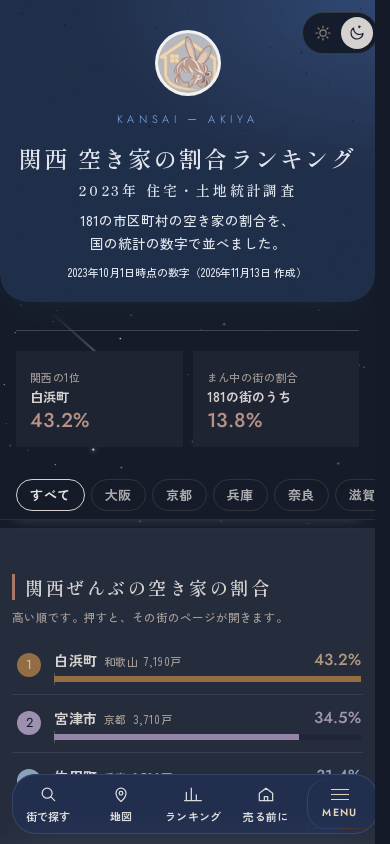 KANSAI — AKIYA
関西 空き家の割合ランキング
2023年 住宅・土地統計調査
181の市区町村の空き家の割合を、
国の統計の数字で並べました。
2023年10月1日時点の数字（2026年11月13日 作成）
関西の1位
白浜町
43.2%
まん中の街の割合
181の街のうち
13.8%
すべて 大阪 京都 兵庫 奈良 滋賀
関西ぜんぶの空き家の割合
高い順です。押すと、その街のページが開きます。
1 白浜町 和歌山 7,190戸 43.2%
2 宮津市 京都 3,710戸 34.5%
街で探す 地図 ランキング 売る前に MENU